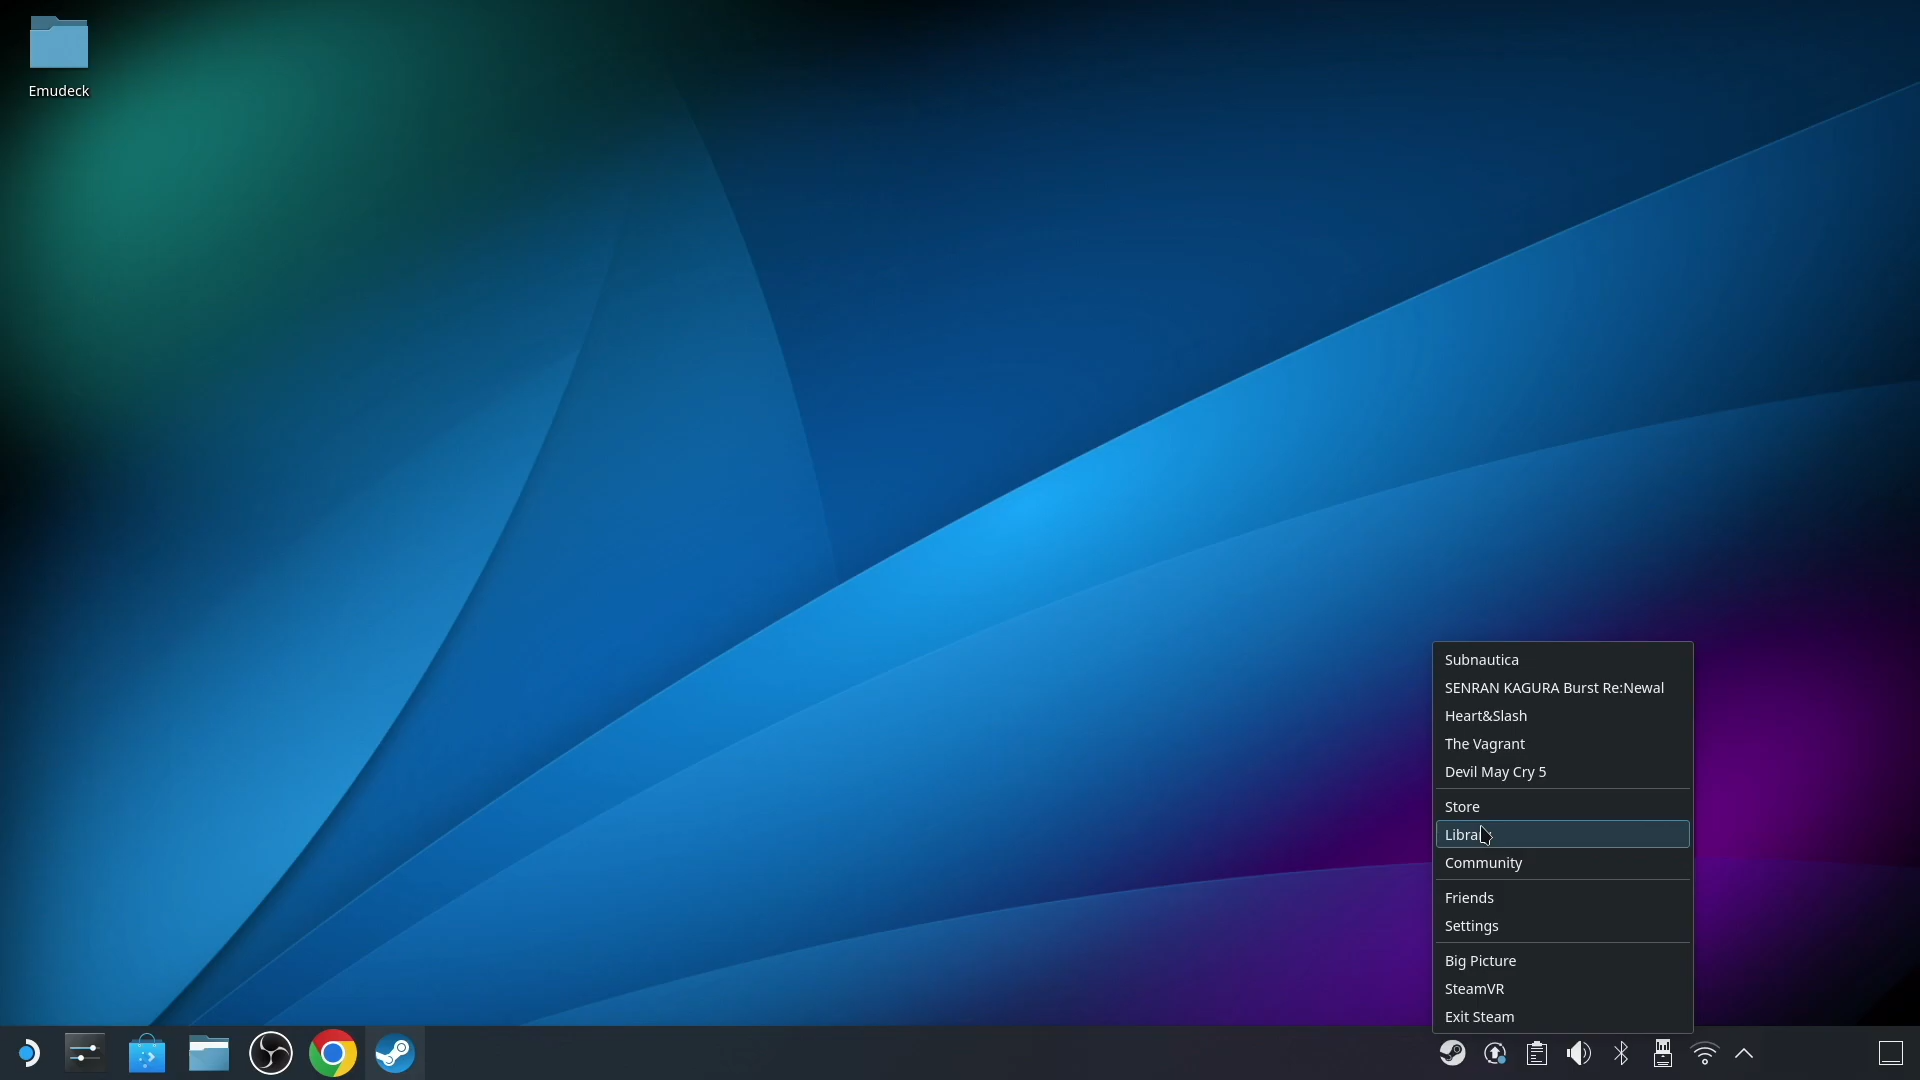 Emudeck
Subnautica
SENRAN KAGURA Burst Re:Newal
Heart&Slash
The Vagrant
Devil May Cry 5
Store
Library
Community
Friends
Settings
Big Picture
SteamVR
Exit Steam